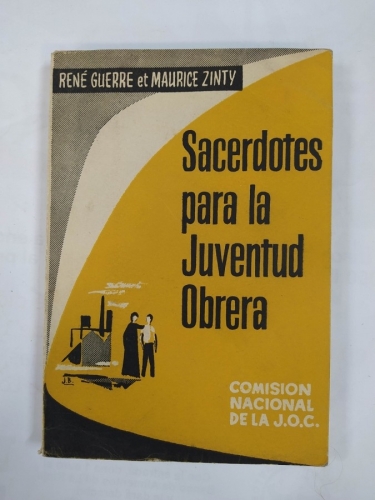 RENÉ GUERRE et MAURICE ZINTY
Sacerdotes
para la
Juventud
Obrera
J.B.
COMISION
NACIONAL
DE LA J.O.C.